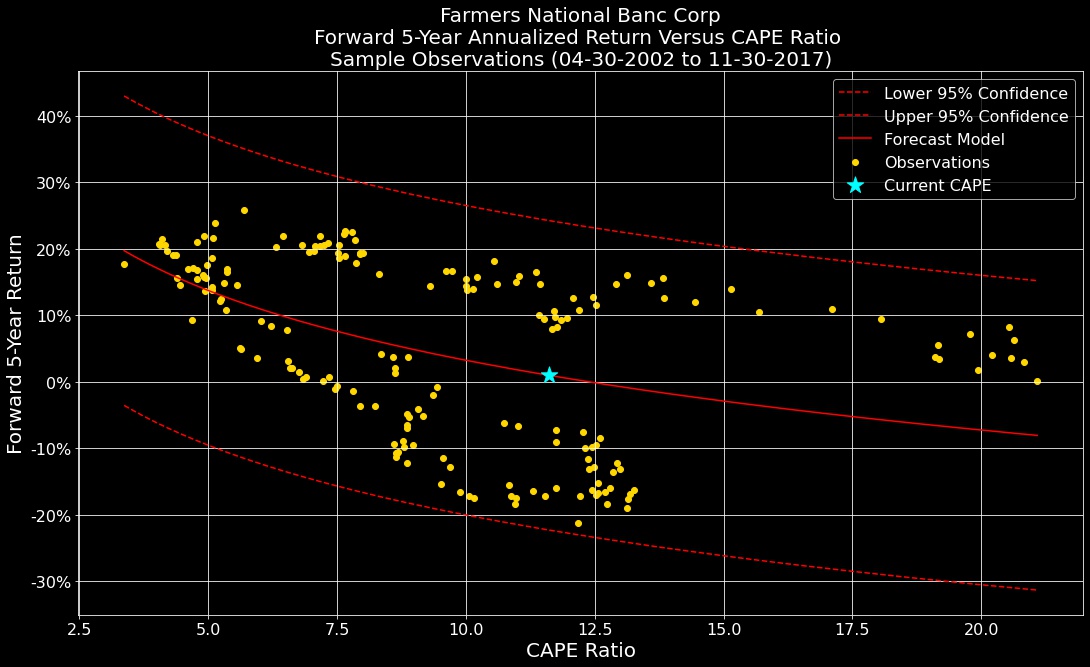 Farmers National Banc Corp
Forward 5-Year Annualized Return Versus CAPE Ratio
Sample Observations (04-30-2002 to 11-30-2017)
Lower 95% Confidence
Upper 95% Confidence
Forecast Model
Observations
Current CAPE
Forward 5-Year Return
40%
30%
20%
10%
0%
-10%
-20%
-30%
2.5 5.0 7.5 10.0 12.5 15.0 17.5 20.0
CAPE Ratio